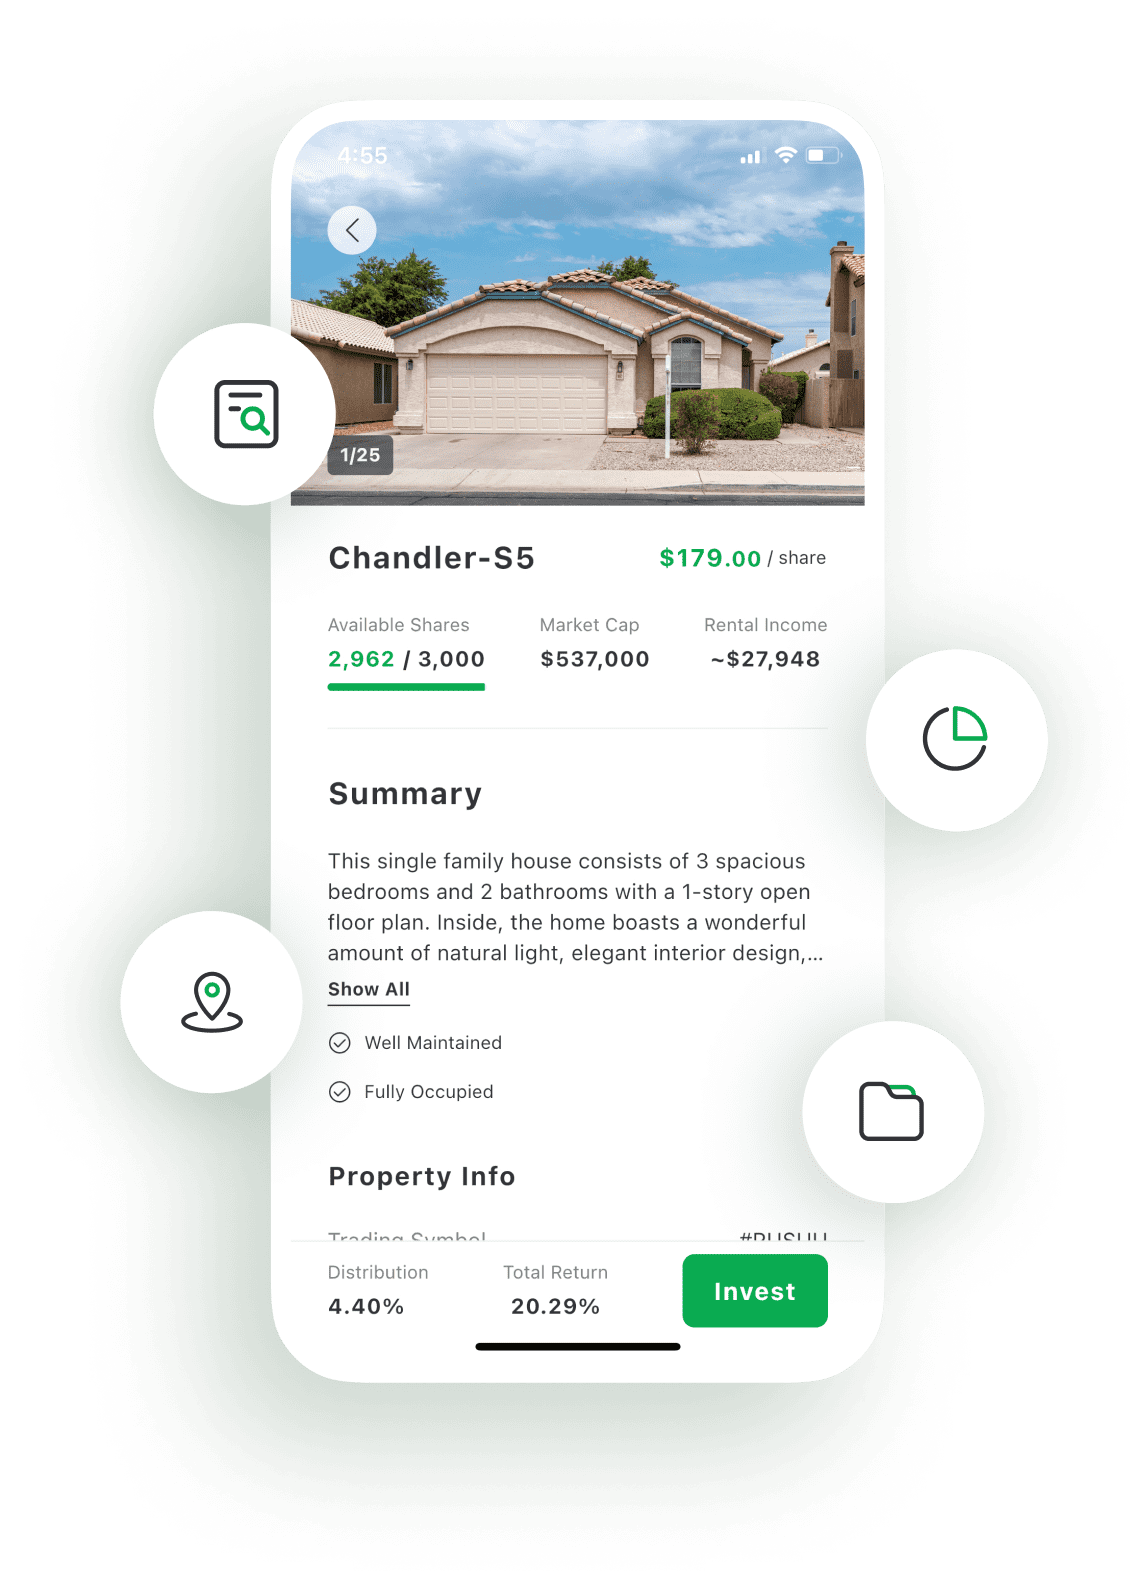 4:55
1/25
Chandler-S5
$179.00 / share
Available Shares
Market Cap
Rental Income
2,962 / 3,000
$537,000
~$27,948
Summary
This single family house consists of 3 spacious
bedrooms and 2 bathrooms with a 1-story open
floor plan. Inside, the home boasts a wonderful
amount of natural light, elegant interior design,...
Show All
Well Maintained
Fully Occupied
Property Info
Trading Symbol
Distribution
Total Return
4.40%
20.29%
Invest